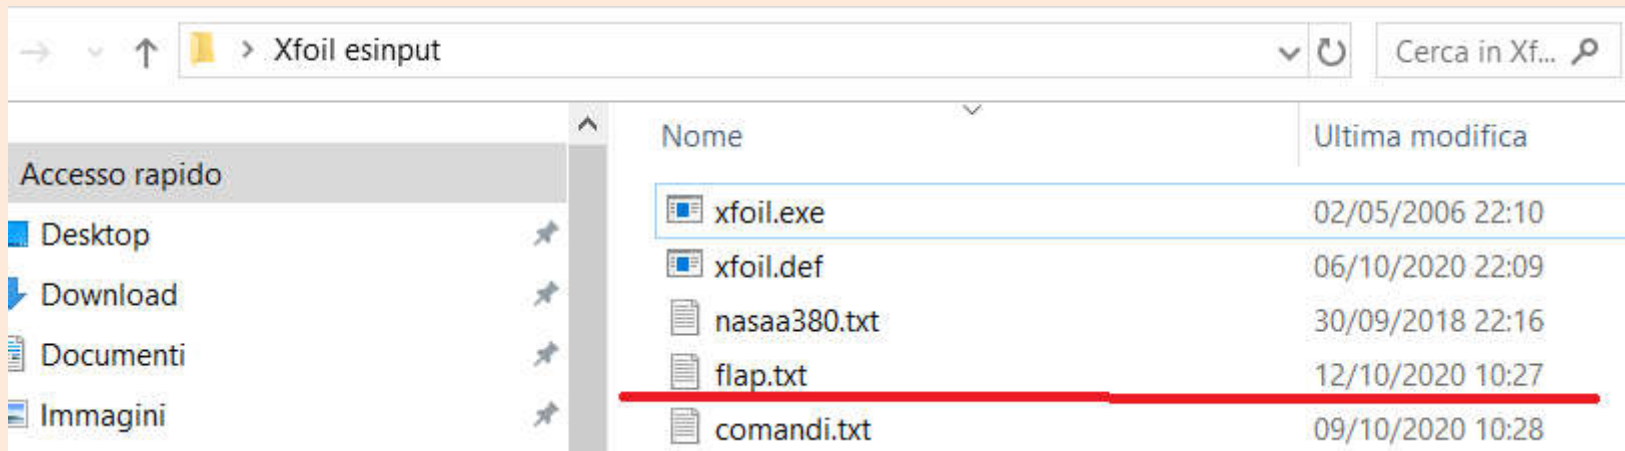 Xfoil esinput
Cerca in Xf...
Nome Ultima modifica
Accesso rapido
xfoil.exe 02/05/2006 22:10
Desktop
xfoil.def 06/10/2020 22:09
Download
nasaa380.txt 30/09/2018 22:16
Documenti
flap.txt 12/10/2020 10:27
Immagini
comandi.txt 09/10/2020 10:28